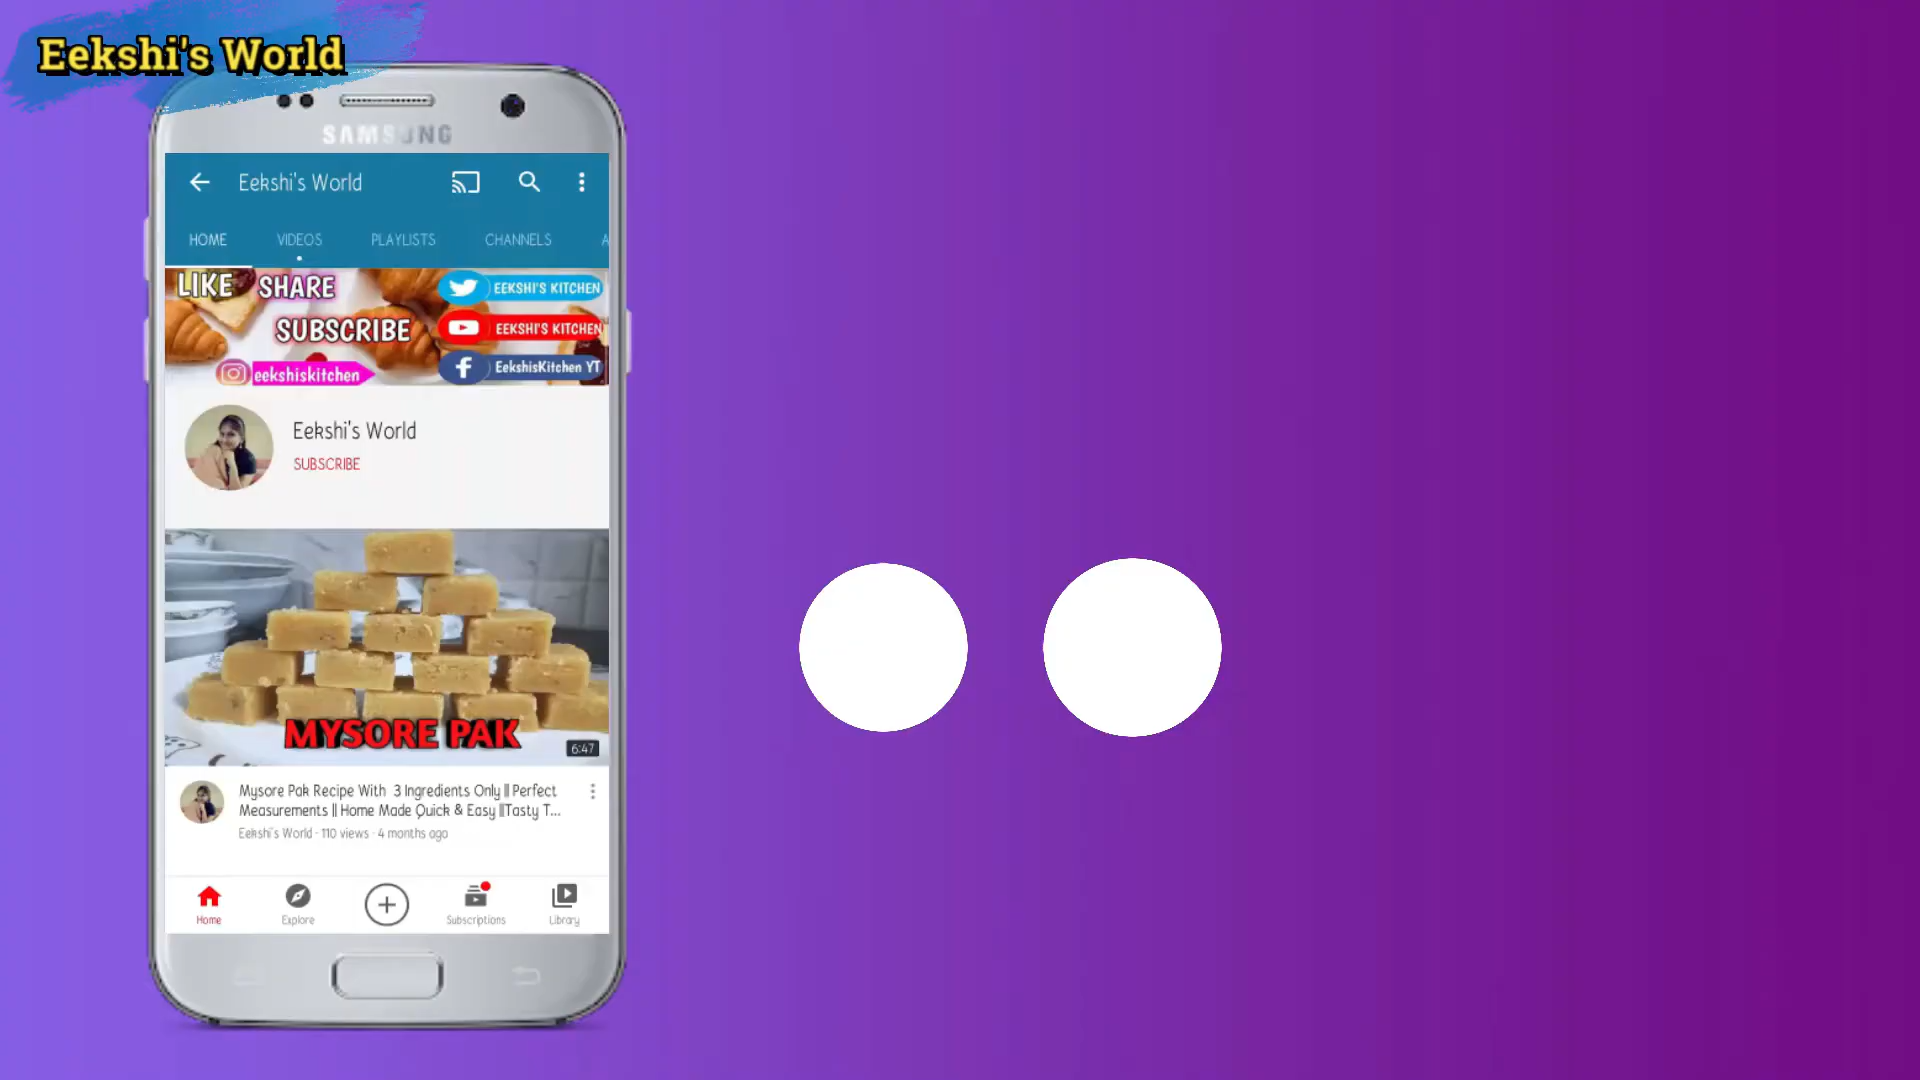 Eekshi's World
SAMSUNG
Eekshi's World
HOME VIDEOS PLAYLISTS CHANNELS A
LIKE SHARE
SUBSCRIBE
eekshiskitchen
EEKSHI'S KITCHEN
EEKSHI'S KITCHEN
EekshisKitchen YT
Eekshi's World
SUBSCRIBE
MYSORE PAK
6:47
Mysore Pak Recipe With 3 Ingredients Only || Perfect
Measurements || Home Made Quick & Easy ||Tasty T...
Eekshi's World · 110 views · 4 months ago
Home Explore Subscriptions Library